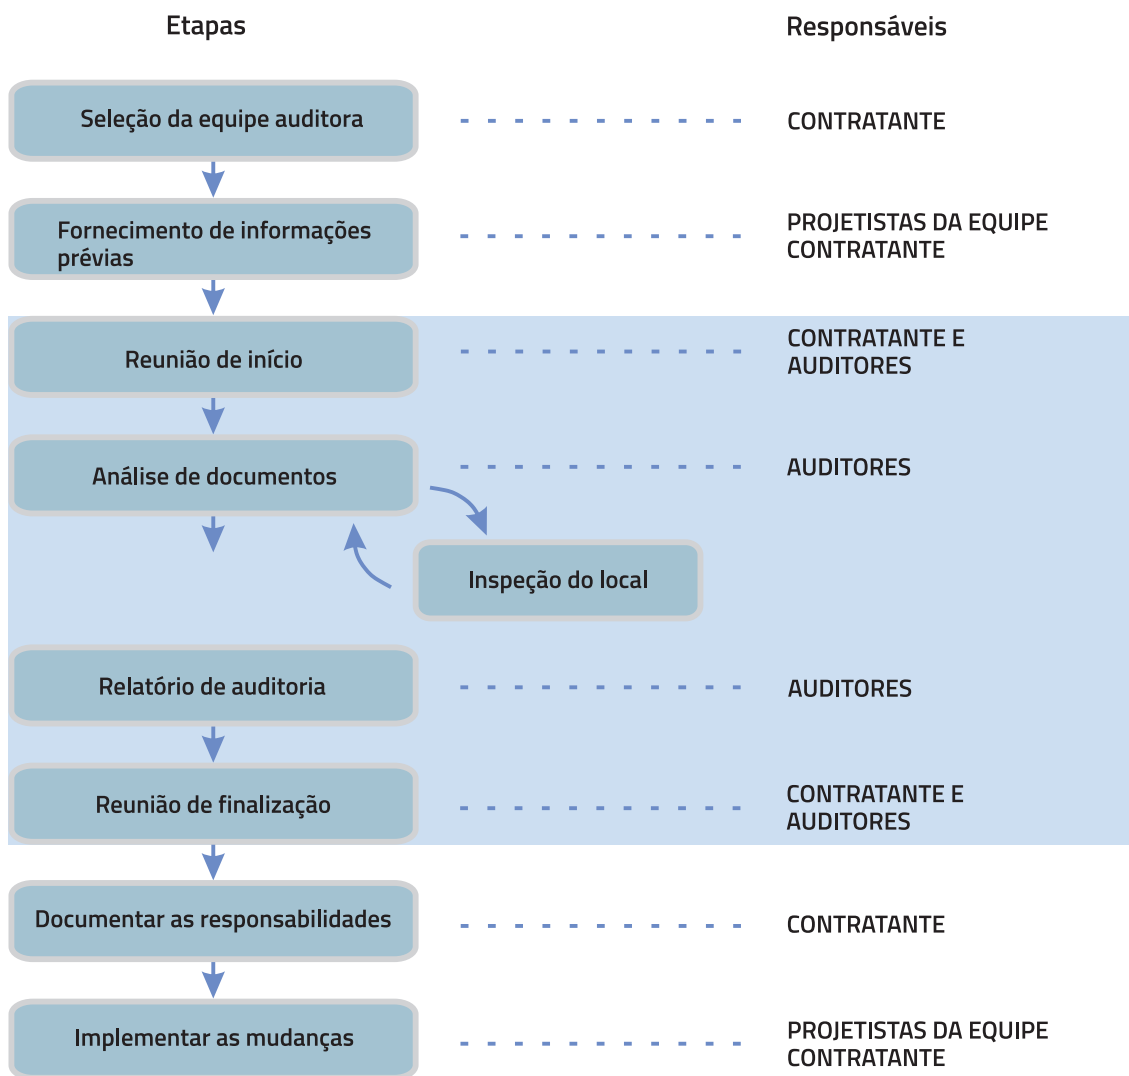 Etapas
Responsáveis
Seleção da equipe auditora
CONTRATANTE
Fornecimento de informações
prévias
PROJETISTAS DA EQUIPE
CONTRATANTE
Reunião de início
CONTRATANTE E
AUDITORES
Análise de documentos
AUDITORES
Inspeção do local
Relatório de auditoria
AUDITORES
Reunião de finalização
CONTRATANTE E
AUDITORES
Documentar as responsabilidades
CONTRATANTE
Implementar as mudanças
PROJETISTAS DA EQUIPE
CONTRATANTE